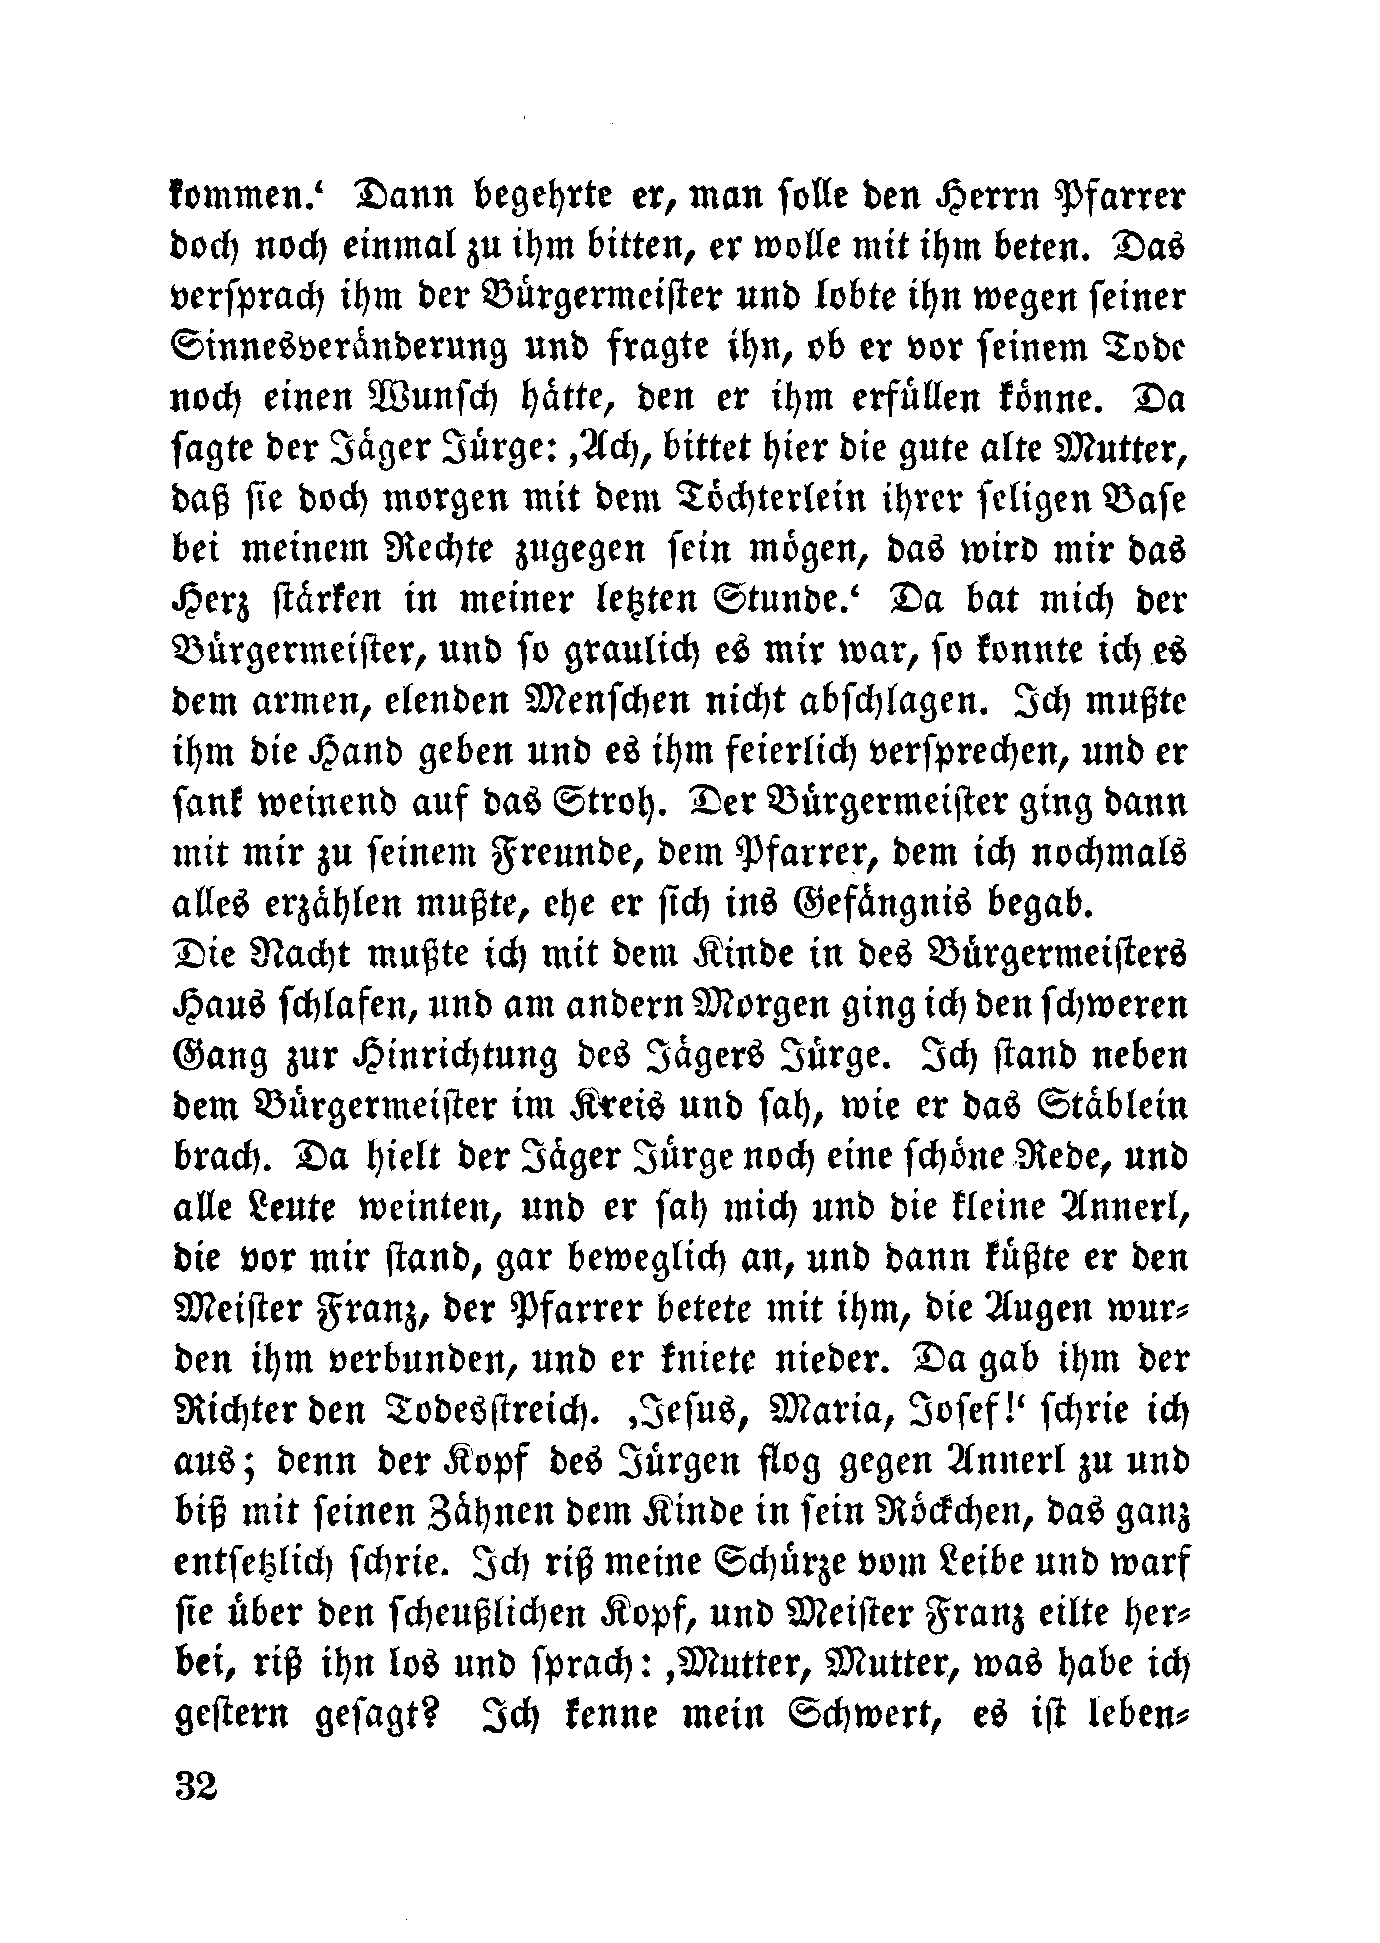 kommen.‘ Dann begehrte er, man solle den Herrn Pfarrer
doch noch einmal zu ihm bitten, er wolle mit ihm beten. Das
versprach ihm der Bürgermeister und lobte ihn wegen seiner
Sinnesveränderung und fragte ihn, ob er vor seinem Tode
noch einen Wunsch hätte, den er ihm erfüllen könne. Da
sagte der Jäger Jürge: ‚Ach, bittet hier die gute alte Mutter,
daß sie doch morgen mit dem Töchterlein ihrer seligen Base
bei meinem Rechte zugegen sein mögen, das wird mir das
Herz stärken in meiner letzten Stunde.‘ Da bat mich der
Bürgermeister, und so graulich es mir war, so konnte ich es
dem armen, elenden Menschen nicht abschlagen. Ich mußte
ihm die Hand geben und es ihm feierlich versprechen, und er
sank weinend auf das Stroh. Der Bürgermeister ging dann
mit mir zu seinem Freunde, dem Pfarrer, dem ich nochmals
alles erzählen mußte, ehe er sich ins Gefängnis begab.
Die Nacht mußte ich mit dem Kinde in des Bürgermeisters
Haus schlafen, und am andern Morgen ging ich den schweren
Gang zur Hinrichtung des Jägers Jürge. Ich stand neben
dem Bürgermeister im Kreis und sah, wie er das Stäblein
brach. Da hielt der Jäger Jürge noch eine schöne Rede, und
alle Leute weinten, und er sah mich und die kleine Annerl,
die vor mir stand, gar beweglich an, und dann küßte er den
Meister Franz, der Pfarrer betete mit ihm, die Augen wur-
den ihm verbunden, und er kniete nieder. Da gab ihm der
Richter den Todesstreich. ‚Jesus, Maria, Josef!‘ schrie ich
aus; denn der Kopf des Jürgen flog gegen Annerl zu und
biß mit seinen Zähnen dem Kinde in sein Röckchen, das ganz
entsetzlich schrie. Ich riß meine Schürze vom Leibe und warf
sie über den scheußlichen Kopf, und Meister Franz eilte her-
bei, riß ihn los und sprach: ‚Mutter, Mutter, was habe ich
gestern gesagt? Ich kenne mein Schwert, es ist leben-
32